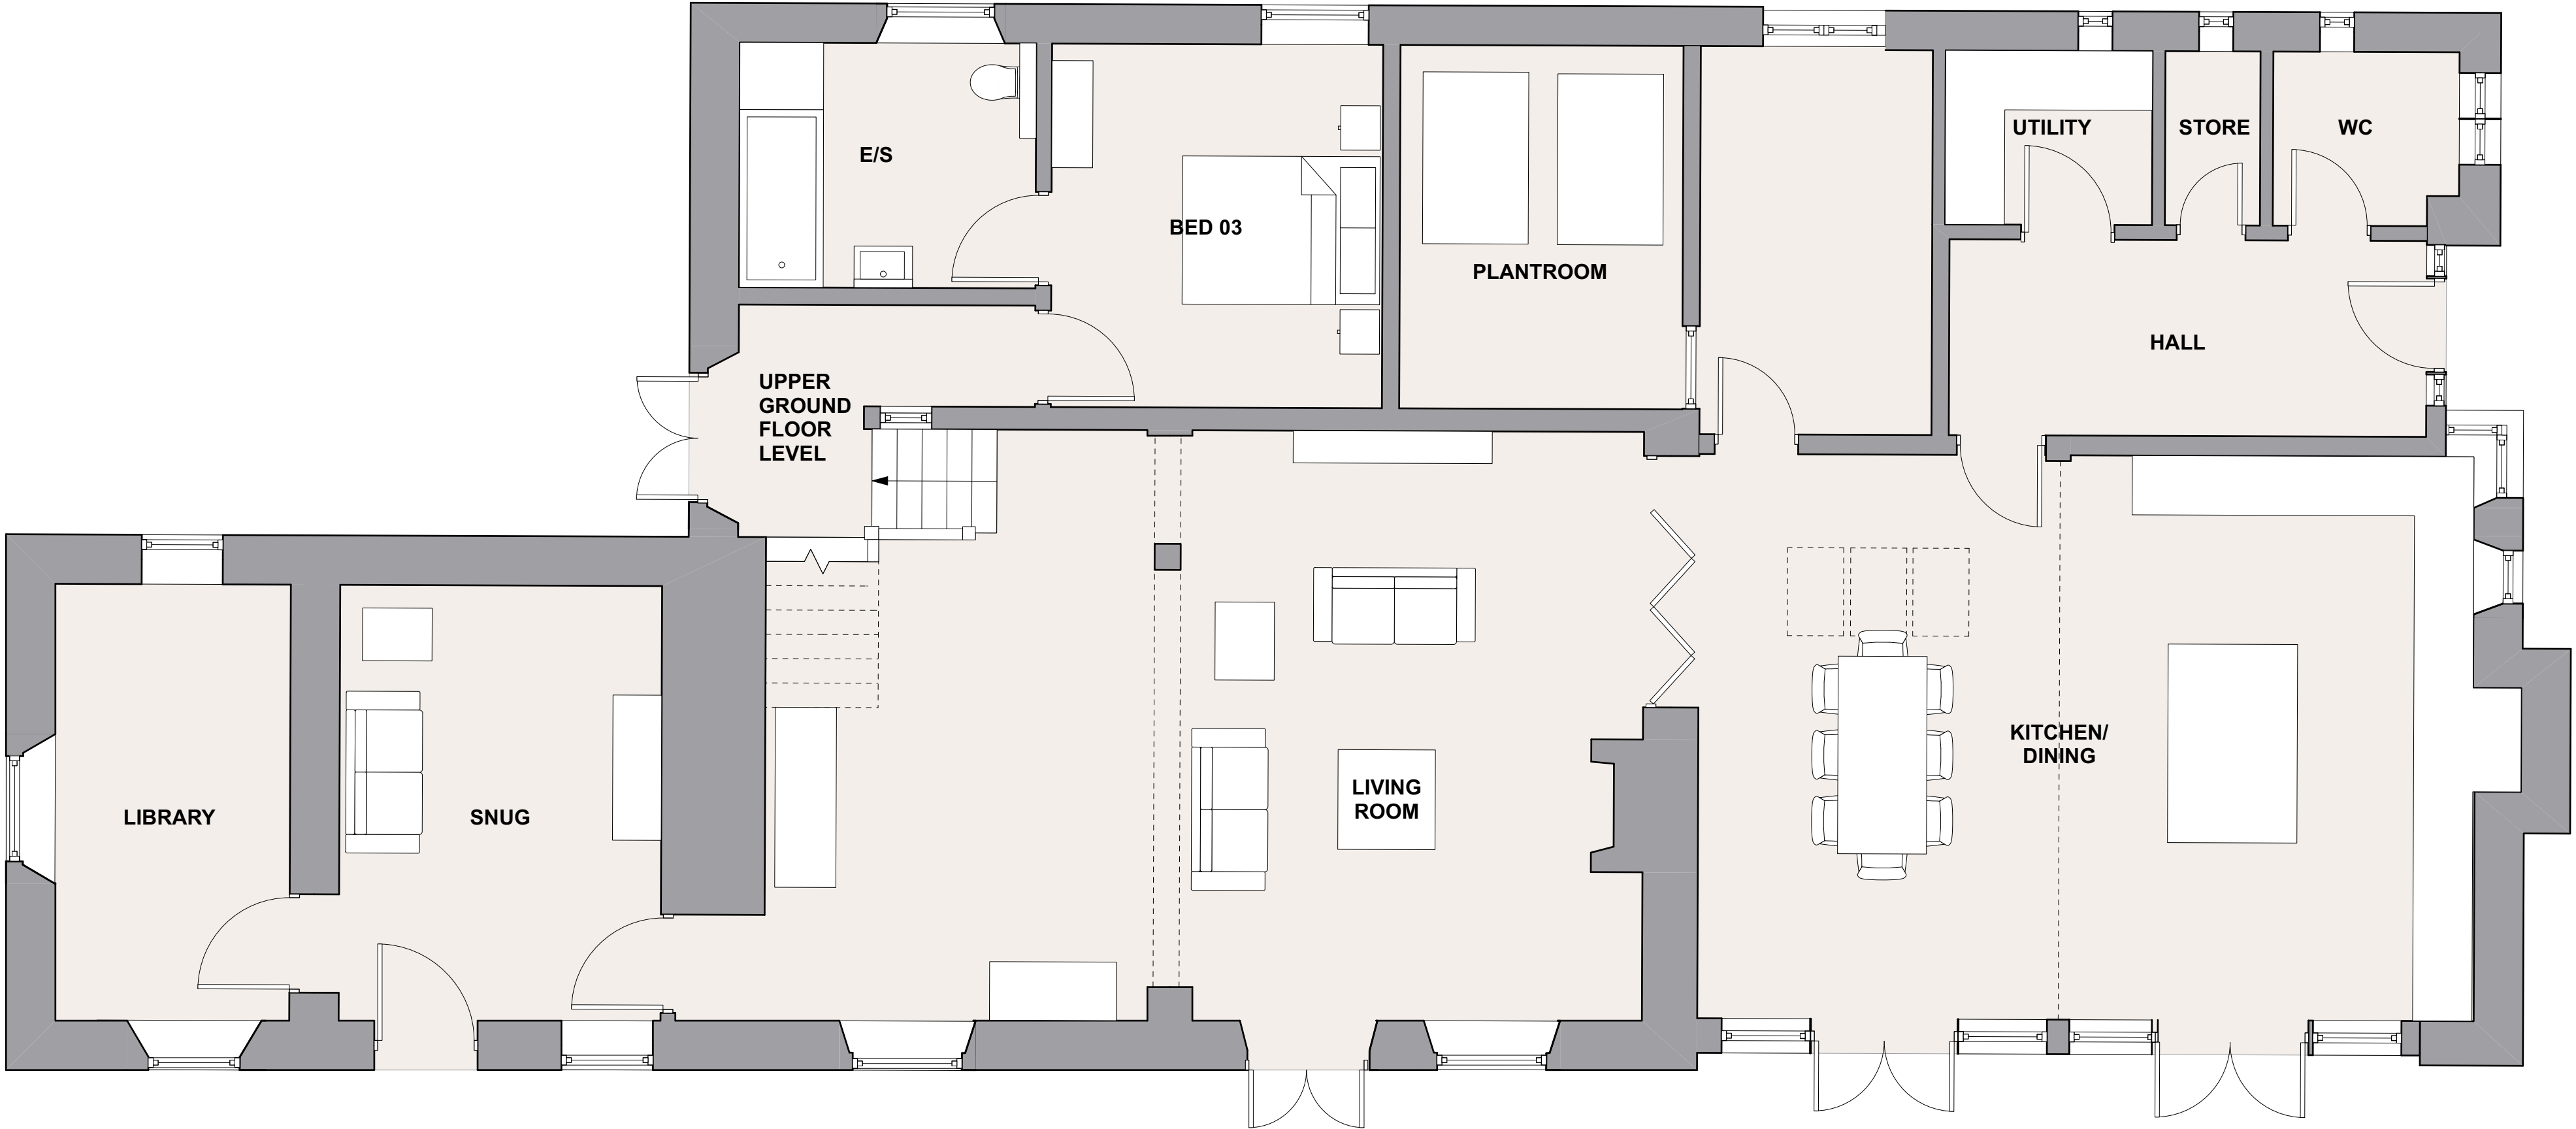 UTILITY
STORE
WC
E/S
BED 03
PLANTROOM
HALL
UPPER
GROUND
FLOOR
LEVEL
KITCHEN/
DINING
LIVING
ROOM
LIBRARY
SNUG